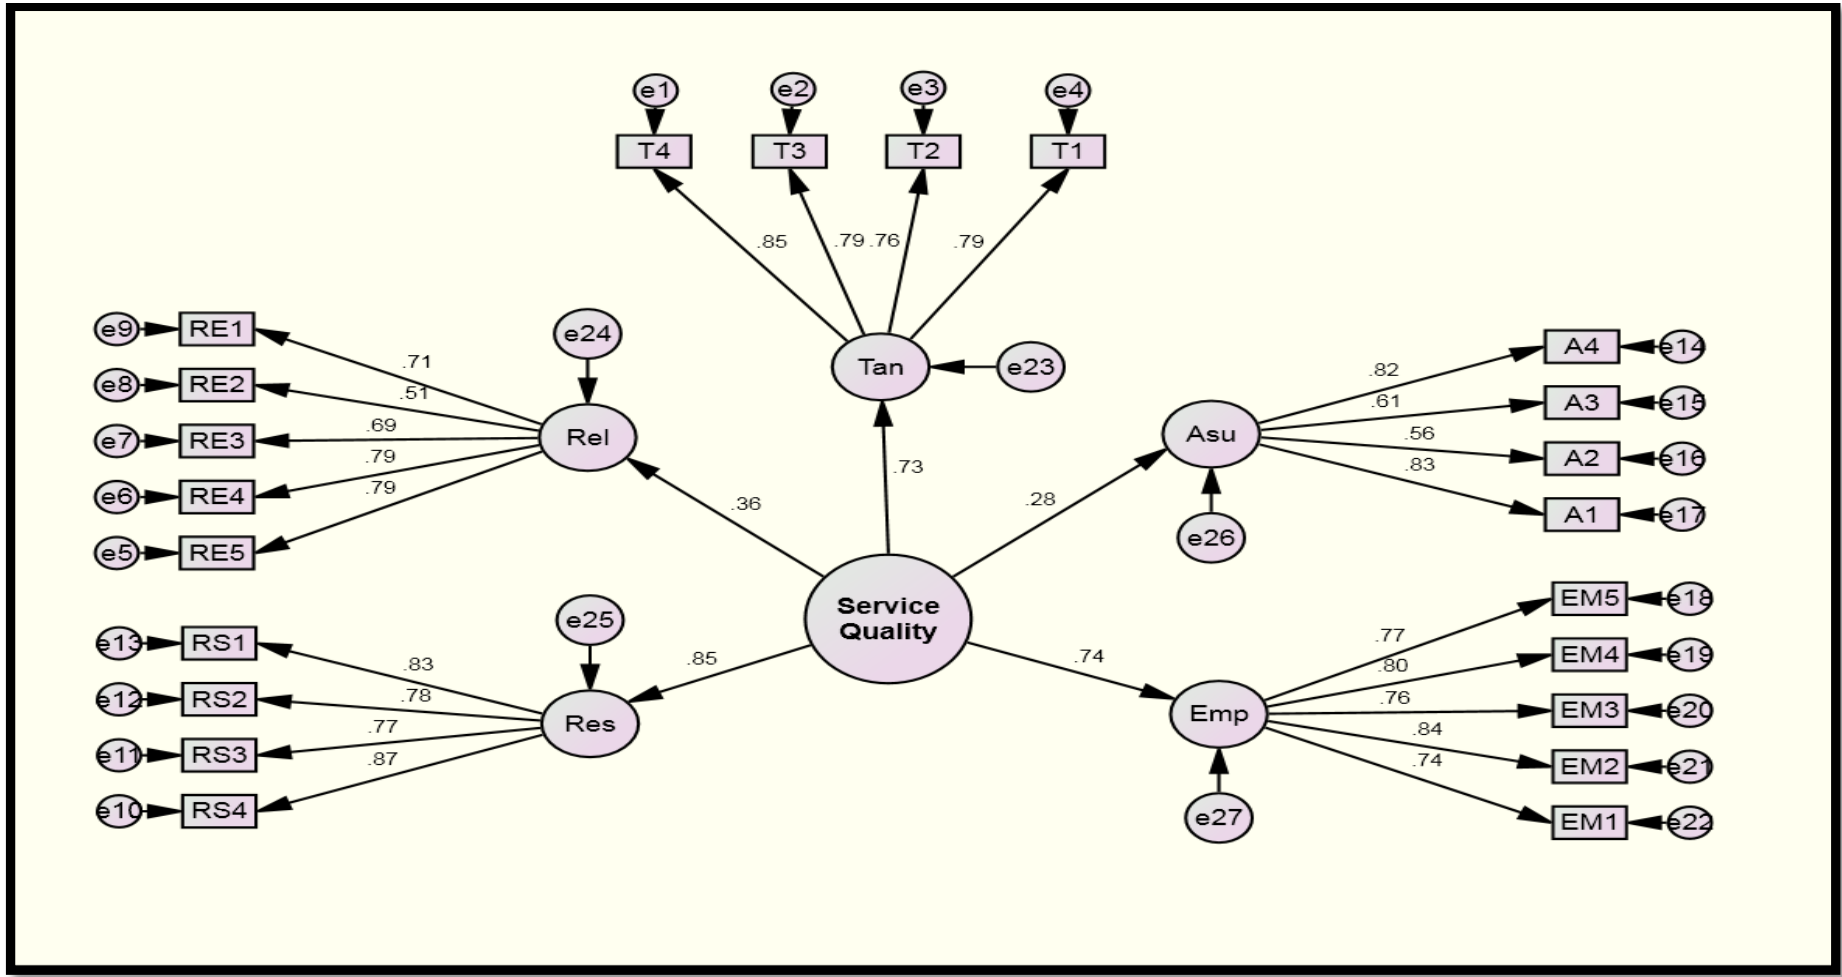 e1 e2 e3 e4
T4 T3 T2 T1
.85 .79 .76 .79
Tan e23
.73
e9 RE1
e8 RE2
e7 RE3
e6 RE4
e5 RE5
.71
.51
.69
.79
.79
e24
Rel
.36
e13 RS1
e12 RS2
e11 RS3
e10 RS4
.83
.78
.77
.87
e25
Res
.85
Service
Quality
.28
Asu
e26
.82
.61
.56
.83
A4 e14
A3 e15
A2 e16
A1 e17
.74
Emp
e27
.77
.80
.76
.84
.74
EM5 e18
EM4 e19
EM3 e20
EM2 e21
EM1 e22